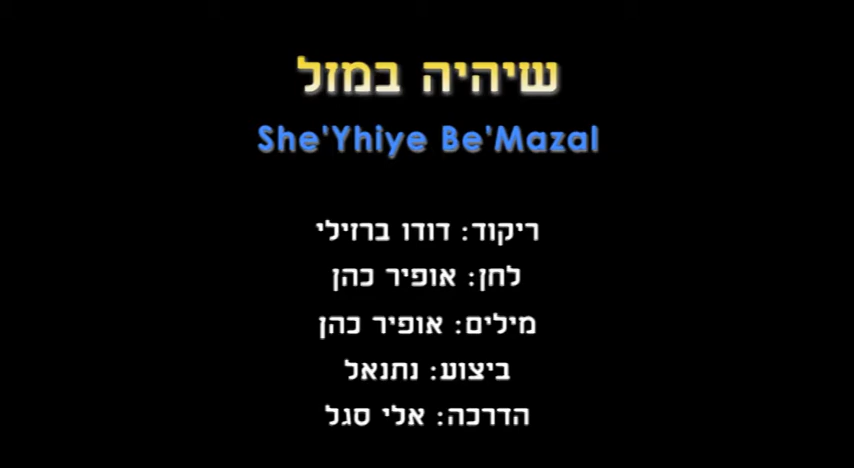 שיהיה במזל
She'Yhiye Be'Mazal
ריקוד: דודו ברזילי
לחן: אופיר כהן
מילים: אופיר כהן
ביצוע: נתנאל
הדרכה: אלי סגל